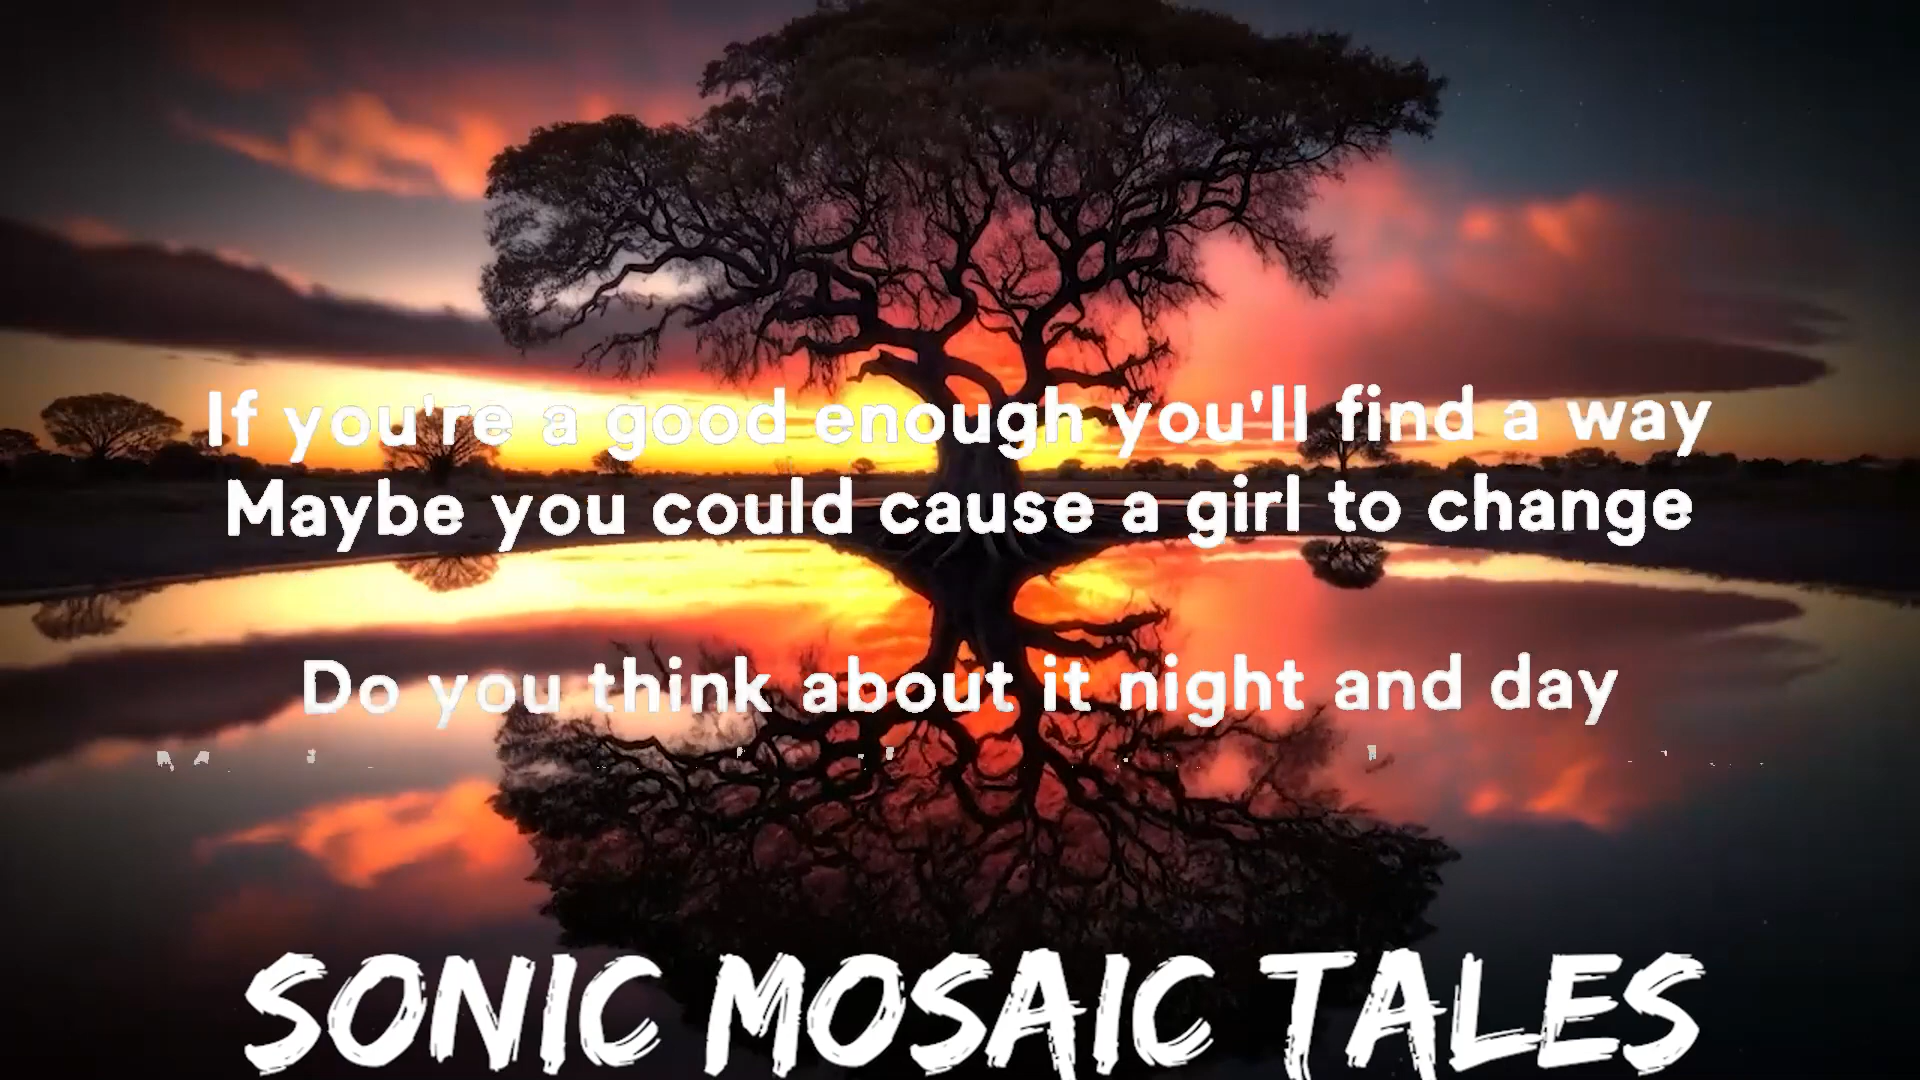 If you're a good enough you'll find a way
Maybe you could cause a girl to change
Do you think about it night and day
SONIC MOSAIC TALES